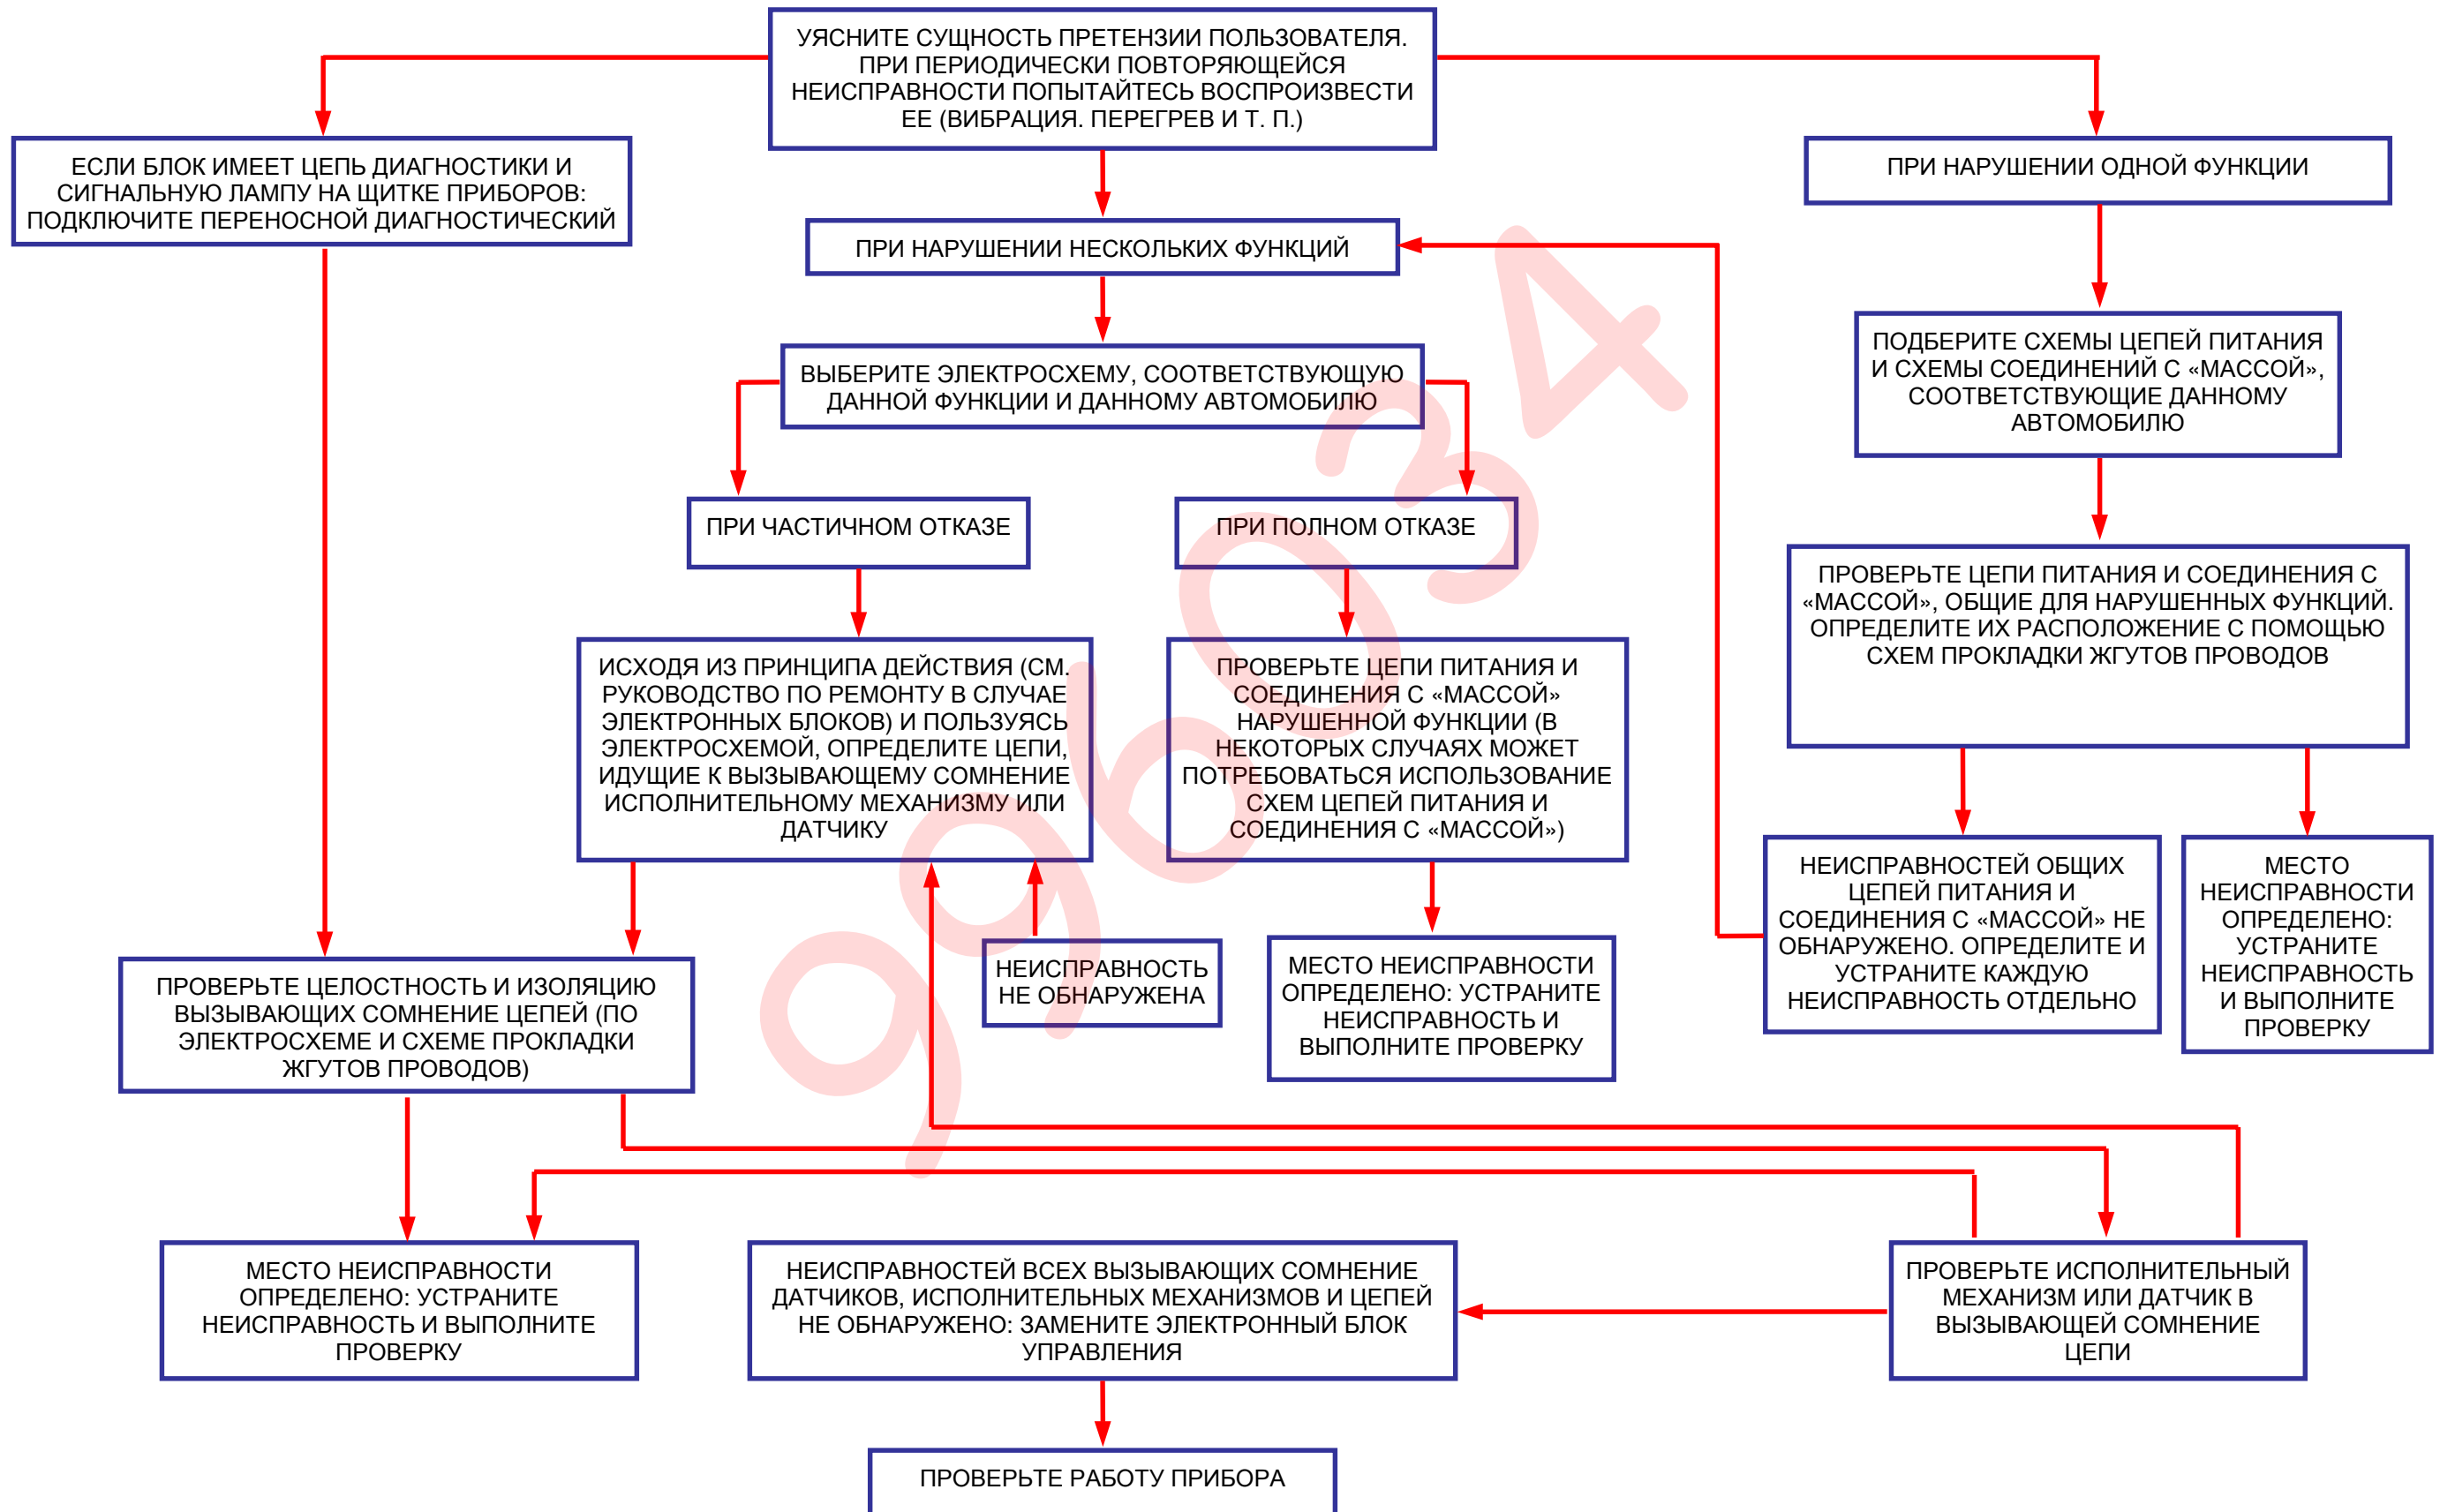 УЯСНИТЕ СУЩНОСТЬ ПРЕТЕНЗИИ ПОЛЬЗОВАТЕЛЯ.
ПРИ ПЕРИОДИЧЕСКИ ПОВТОРЯЮЩЕЙСЯ
НЕИСПРАВНОСТИ ПОПЫТАЙТЕСЬ ВОСПРОИЗВЕСТИ
ЕЕ (ВИБРАЦИЯ. ПЕРЕГРЕВ И Т. П.)
ЕСЛИ БЛОК ИМЕЕТ ЦЕПЬ ДИАГНОСТИКИ И
СИГНАЛЬНУЮ ЛАМПУ НА ЩИТКЕ ПРИБОРОВ:
ПОДКЛЮЧИТЕ ПЕРЕНОСНОЙ ДИАГНОСТИЧЕСКИЙ
ПРИ НАРУШЕНИИ ОДНОЙ ФУНКЦИИ
ПРИ НАРУШЕНИИ НЕСКОЛЬКИХ ФУНКЦИЙ
ВЫБЕРИТЕ ЭЛЕКТРОСХЕМУ, СООТВЕТСТВУЮЩУЮ
ДАННОЙ ФУНКЦИИ И ДАННОМУ АВТОМОБИЛЮ
ПОДБЕРИТЕ СХЕМЫ ЦЕПЕЙ ПИТАНИЯ
И СХЕМЫ СОЕДИНЕНИЙ С «МАССОЙ»,
СООТВЕТСТВУЮЩИЕ ДАННОМУ
АВТОМОБИЛЮ
ПРИ ЧАСТИЧНОМ ОТКАЗЕ
ПРИ ПОЛНОМ ОТКАЗЕ
ПРОВЕРЬТЕ ЦЕПИ ПИТАНИЯ И СОЕДИНЕНИЯ С
«МАССОЙ», ОБЩИЕ ДЛЯ НАРУШЕННЫХ ФУНКЦИЙ.
ОПРЕДЕЛИТЕ ИХ РАСПОЛОЖЕНИЕ С ПОМОЩЬЮ
СХЕМ ПРОКЛАДКИ ЖГУТОВ ПРОВОДОВ
ИСХОДЯ ИЗ ПРИНЦИПА ДЕЙСТВИЯ (СМ.
РУКОВОДСТВО ПО РЕМОНТУ В СЛУЧАЕ
ЭЛЕКТРОННЫХ БЛОКОВ) И ПОЛЬЗУЯСЬ
ЭЛЕКТРОСХЕМОЙ, ОПРЕДЕЛИТЕ ЦЕПИ,
ИДУЩИЕ К ВЫЗЫВАЮЩЕМУ СОМНЕНИЕ
ИСПОЛНИТЕЛЬНОМУ МЕХАНИЗМУ ИЛИ
ДАТЧИКУ
ПРОВЕРЬТЕ ЦЕПИ ПИТАНИЯ И
СОЕДИНЕНИЯ С «МАССОЙ»
НАРУШЕННОЙ ФУНКЦИИ (В
НЕКОТОРЫХ СЛУЧАЯХ МОЖЕТ
ПОТРЕБОВАТЬСЯ ИСПОЛЬЗОВАНИЕ
СХЕМ ЦЕПЕЙ ПИТАНИЯ И
СОЕДИНЕНИЯ С «МАССОЙ»)
НЕИСПРАВНОСТЕЙ ОБЩИХ
ЦЕПЕЙ ПИТАНИЯ И
СОЕДИНЕНИЯ С «МАССОЙ» НЕ
ОБНАРУЖЕНО. ОПРЕДЕЛИТЕ И
УСТРАНИТЕ КАЖДУЮ
НЕИСПРАВНОСТЬ ОТДЕЛЬНО
МЕСТО
НЕИСПРАВНОСТИ
ОПРЕДЕЛЕНО:
УСТРАНИТЕ
НЕИСПРАВНОСТЬ
И ВЫПОЛНИТЕ
ПРОВЕРКУ
НЕИСПРАВНОСТЬ
НЕ ОБНАРУЖЕНА
МЕСТО НЕИСПРАВНОСТИ
ОПРЕДЕЛЕНО: УСТРАНИТЕ
НЕИСПРАВНОСТЬ И
ВЫПОЛНИТЕ ПРОВЕРКУ
ПРОВЕРЬТЕ ЦЕЛОСТНОСТЬ И ИЗОЛЯЦИЮ
ВЫЗЫВАЮЩИХ СОМНЕНИЕ ЦЕПЕЙ (ПО
ЭЛЕКТРОСХЕМЕ И СХЕМЕ ПРОКЛАДКИ
ЖГУТОВ ПРОВОДОВ)
МЕСТО НЕИСПРАВНОСТИ
ОПРЕДЕЛЕНО: УСТРАНИТЕ
НЕИСПРАВНОСТЬ И ВЫПОЛНИТЕ
ПРОВЕРКУ
НЕИСПРАВНОСТЕЙ ВСЕХ ВЫЗЫВАЮЩИХ СОМНЕНИЕ
ДАТЧИКОВ, ИСПОЛНИТЕЛЬНЫХ МЕХАНИЗМОВ И ЦЕПЕЙ
НЕ ОБНАРУЖЕНО: ЗАМЕНИТЕ ЭЛЕКТРОННЫЙ БЛОК
УПРАВЛЕНИЯ
ПРОВЕРЬТЕ ИСПОЛНИТЕЛЬНЫЙ
МЕХАНИЗМ ИЛИ ДАТЧИК В
ВЫЗЫВАЮЩЕЙ СОМНЕНИЕ
ЦЕПИ
ПРОВЕРЬТЕ РАБОТУ ПРИБОРА
996034